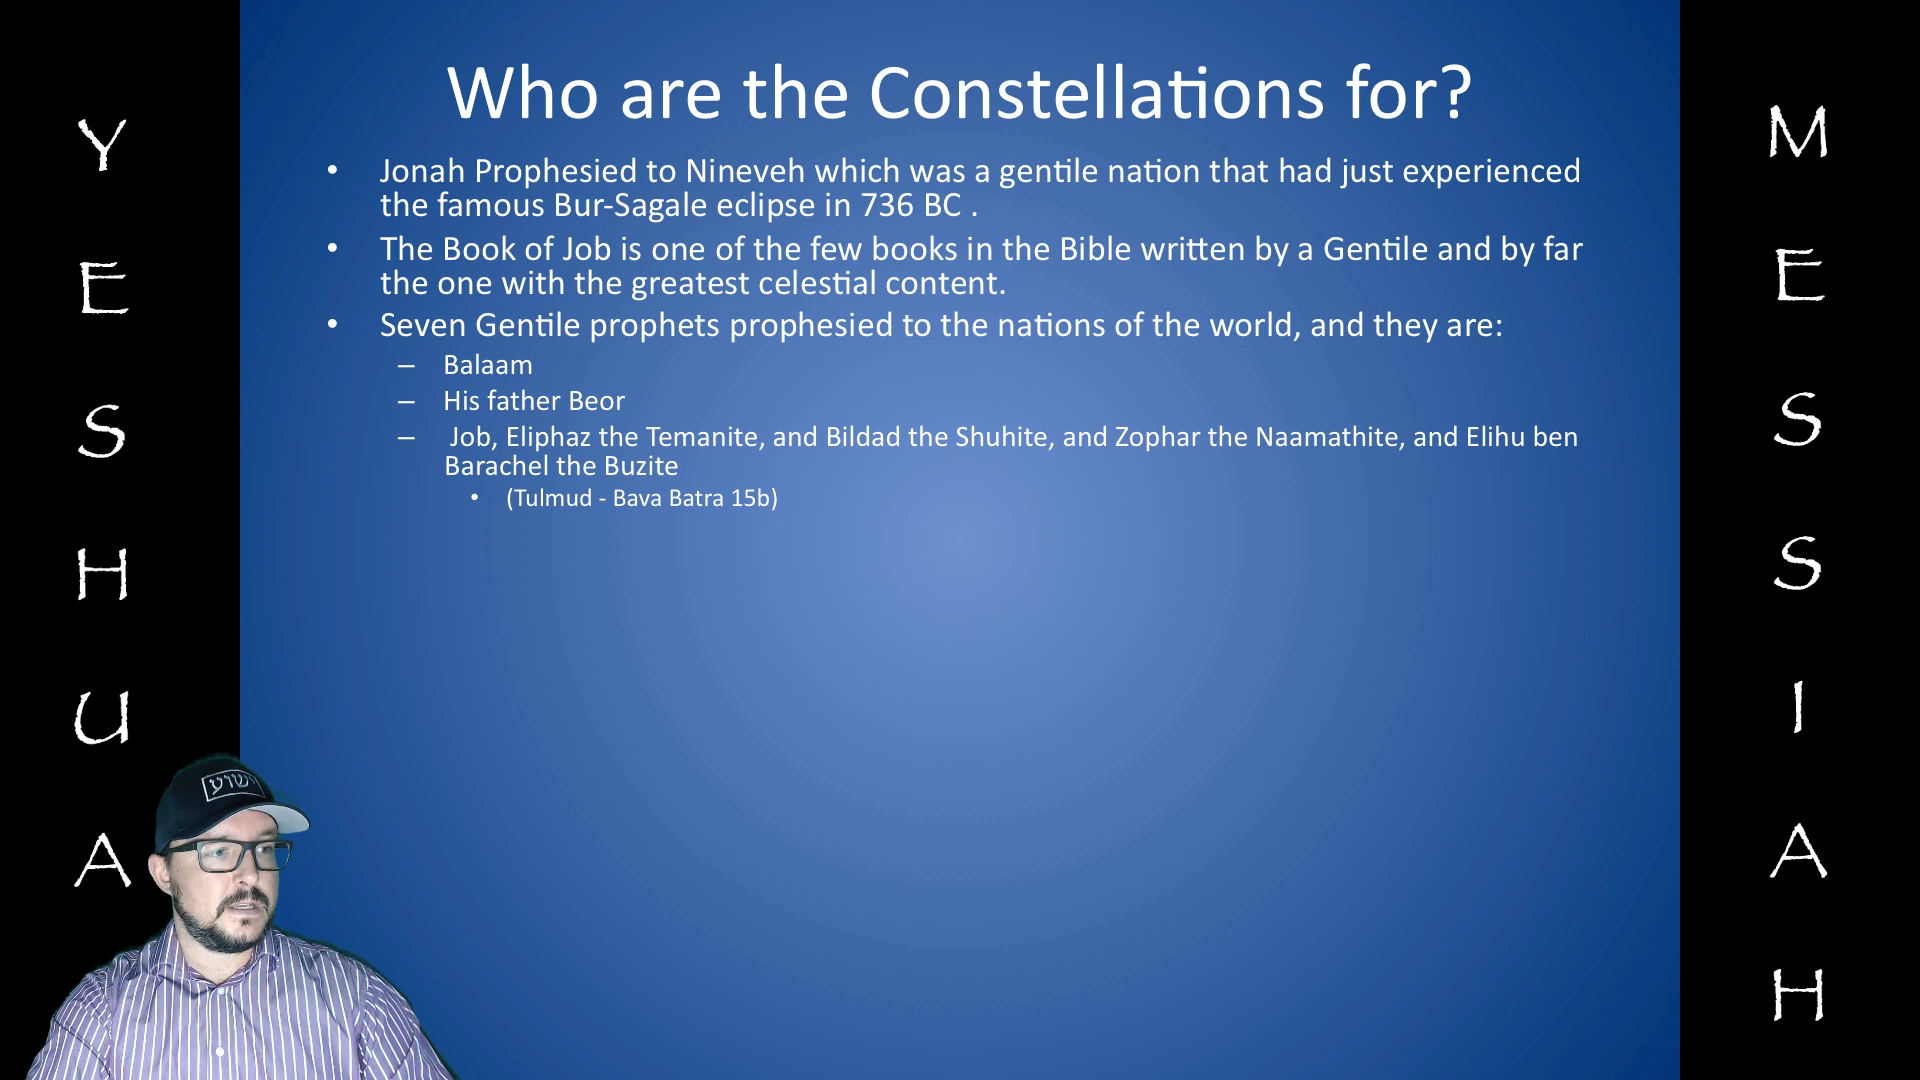 Who are the Constellations for?
• Jonah Prophesied to Nineveh which was a gentile nation that had just experienced
the famous Bur-Sagale eclipse in 736 BC .
• The Book of Job is one of the few books in the Bible written by a Gentile and by far
the one with the greatest celestial content.
• Seven Gentile prophets prophesied to the nations of the world, and they are:
– Balaam
– His father Beor
– Job, Eliphaz the Temanite, and Bildad the Shuhite, and Zophar the Naamathite, and Elihu ben
Barachel the Buzite
• (Tulmud - Bava Batra 15b)
Y
E
S
H
U
A
M
E
S
S
I
A
H
ישוע